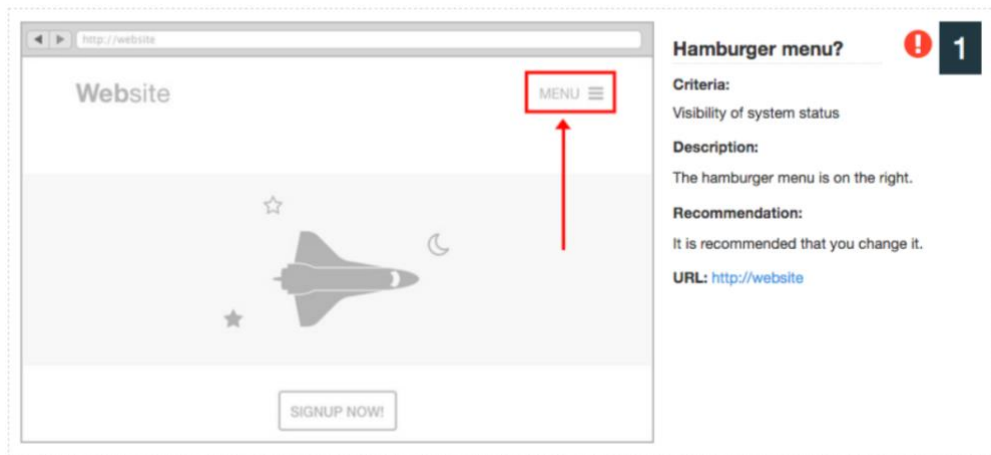 http://website
Website
MENU
SIGNUP NOW!
Hamburger menu?
! 1
Criteria:
Visibility of system status
Description:
The hamburger menu is on the right.
Recommendation:
It is recommended that you change it.
URL: http://website